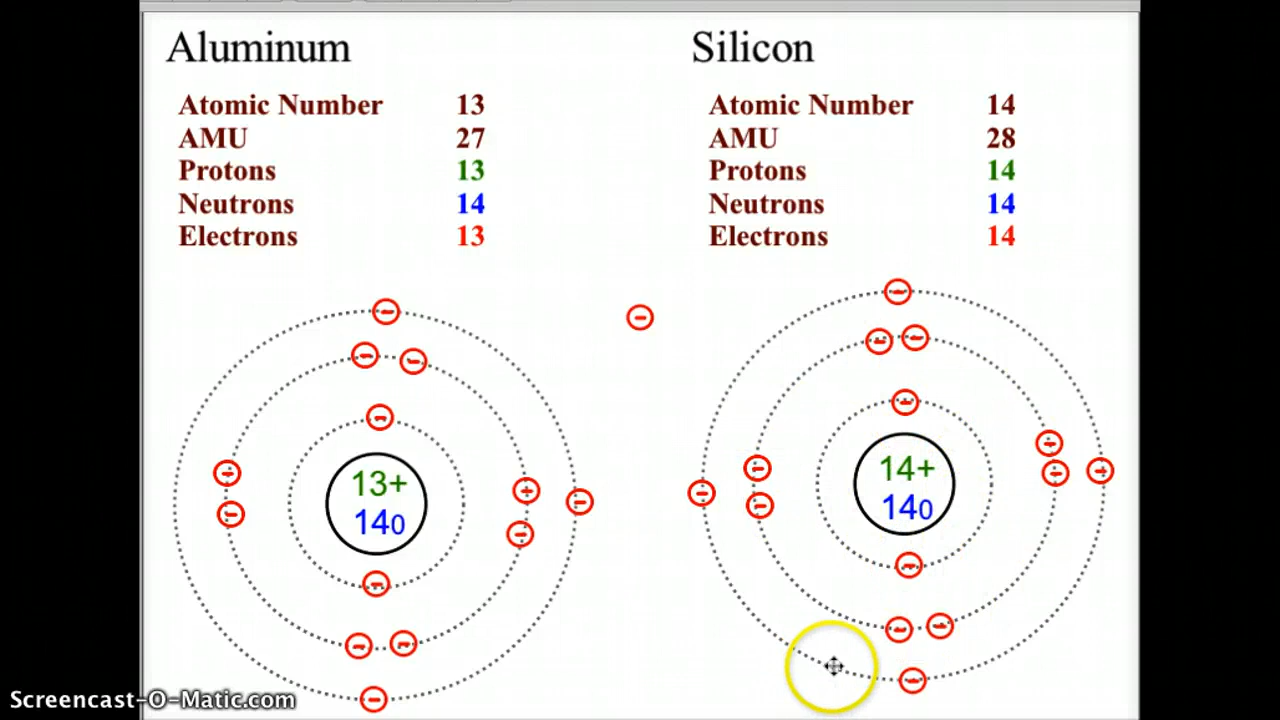 Aluminum
Atomic Number 13
AMU 27
Protons 13
Neutrons 14
Electrons 13
13+
140
Silicon
Atomic Number 14
AMU 28
Protons 14
Neutrons 14
Electrons 14
14+
140
Screencast-O-Matic.com